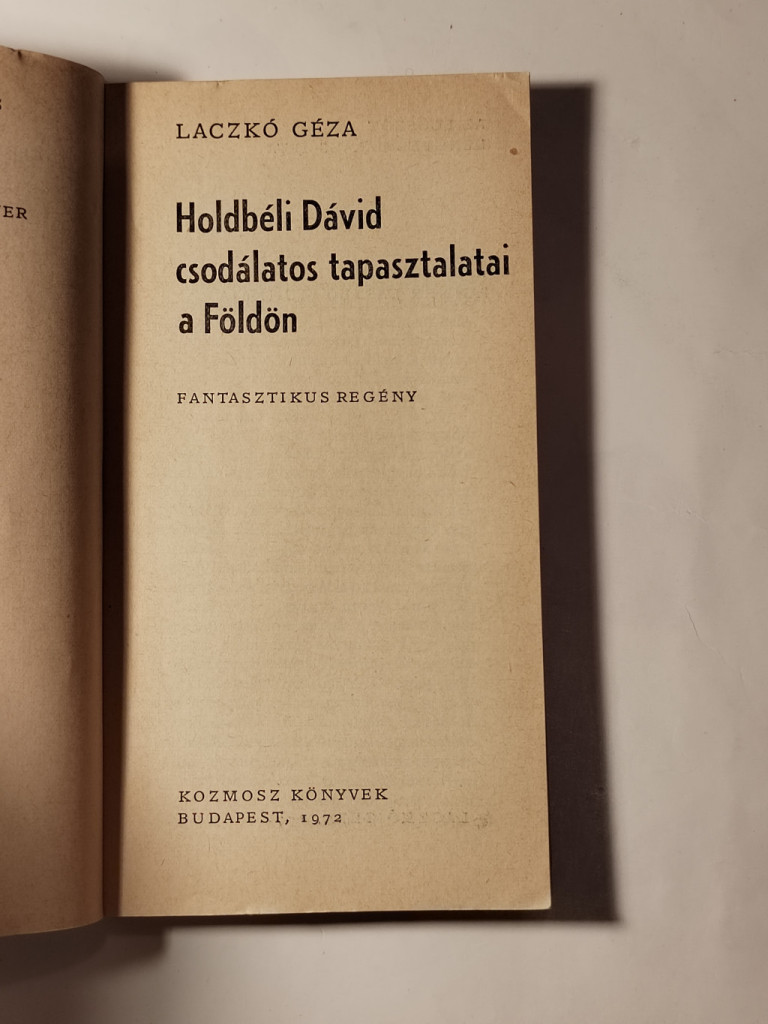 LACZKÓ GÉZA
Holdbéli Dávid
csodálatos tapasztalatai
a Földön
FANTASZTIKUS REGÉNY
KOZMOSZ KÖNYVEK
BUDAPEST, 1972